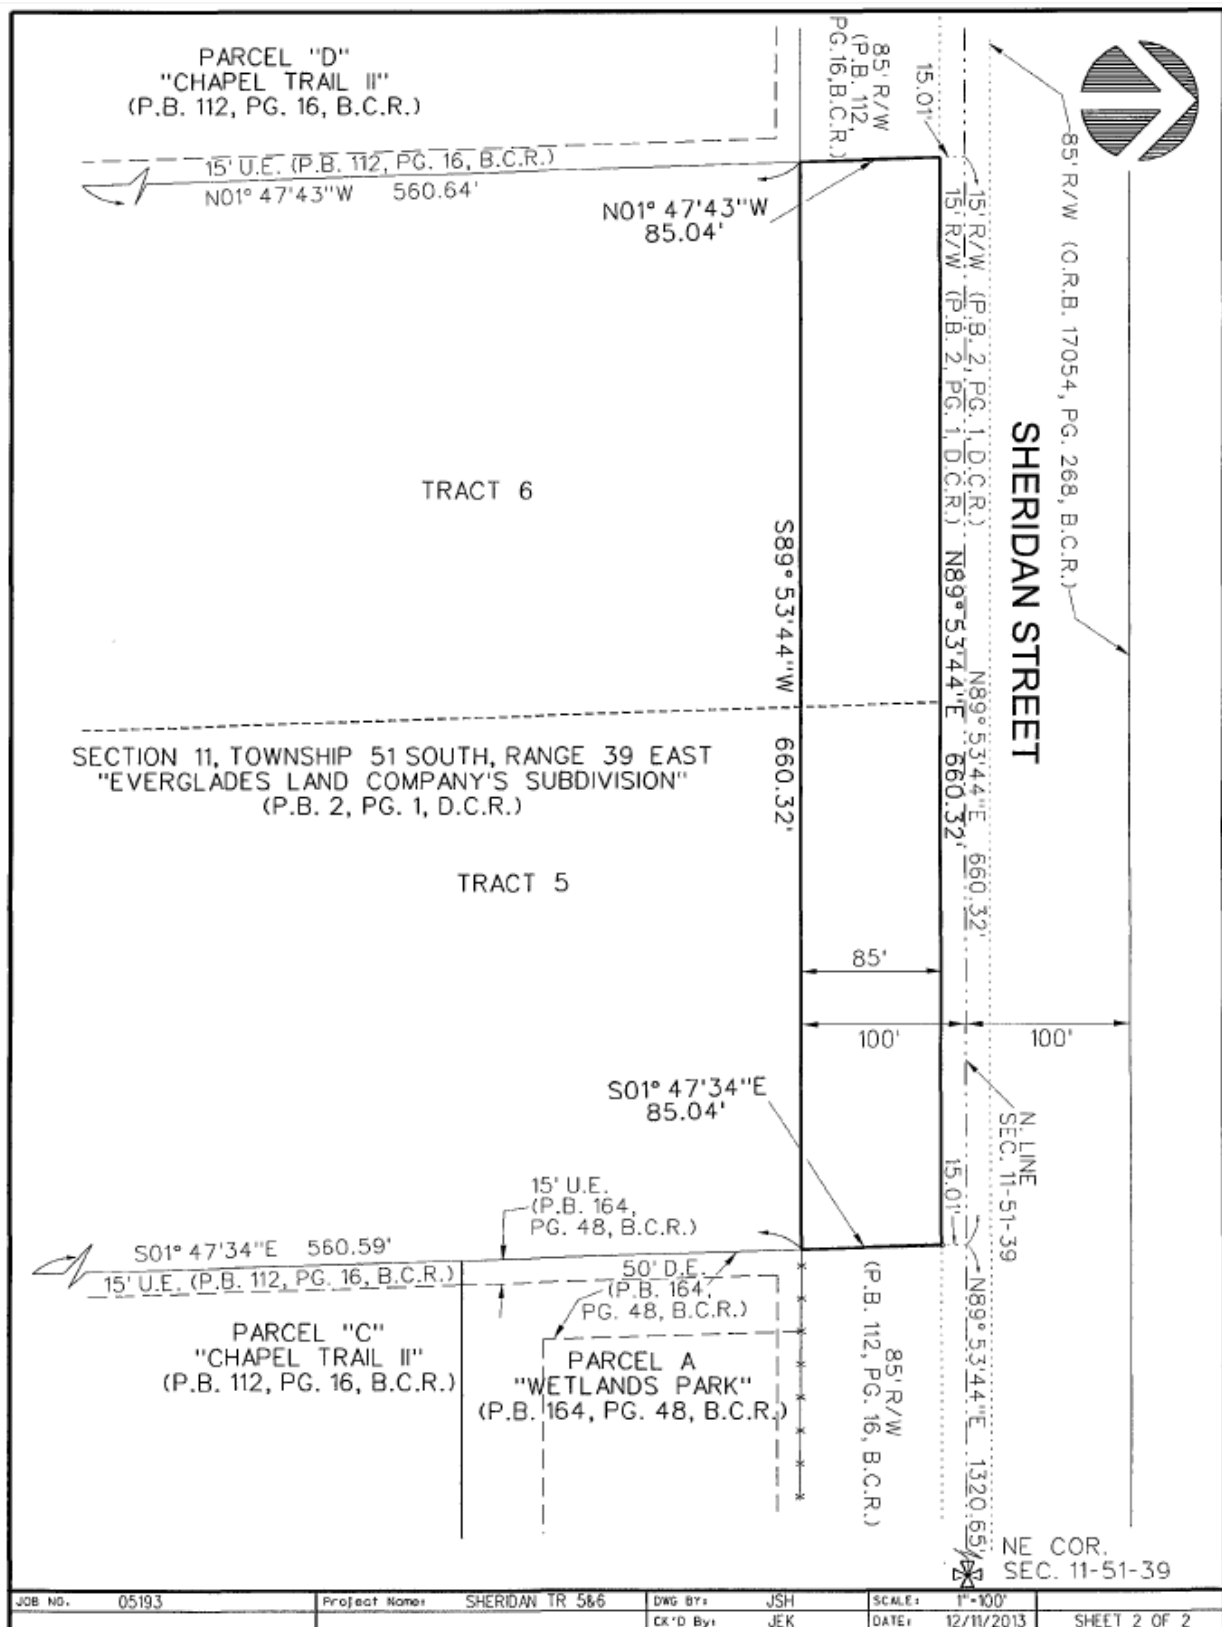 PARCEL "D"
"CHAPEL TRAIL II"
(P.B. 112, PG. 16, B.C.R.)
85' R/W
(P.B. 112,
PG.16,B.C.R.)
15.01'
85' R/W (O.R.B. 17054, PG. 268, B.C.R.)
15' U.E. (P.B. 112, PG. 16, B.C.R.)
N01° 47'43"W 560.64'
N01° 47'43"W
85.04'
15' R/W (P.B. 2, PG. 1, D.C.R.)
15' R/W (P.B. 2, PG. 1, D.C.R.)
SHERIDAN STREET
TRACT 6
S89° 53'44"W 660.32'
N89° 53'44"E 660.32'
N89° 53'44"E 660.32'
SECTION 11, TOWNSHIP 51 SOUTH, RANGE 39 EAST
"EVERGLADES LAND COMPANY'S SUBDIVISION"
(P.B. 2, PG. 1, D.C.R.)
TRACT 5
85'
100'
100'
S01° 47'34"E
85.04'
N. LINE
SEC. 11-51-39
15.01'
15' U.E.
(P.B. 164,
PG. 48, B.C.R.)
S01° 47'34"E 560.59'
15' U.E. (P.B. 112, PG. 16, B.C.R.)
50' D.E.
(P.B. 164,
PG. 48, B.C.R.)
PARCEL "C"
"CHAPEL TRAIL II"
(P.B. 112, PG. 16, B.C.R.)
PARCEL A
"WETLANDS PARK"
(P.B. 164, PG. 48, B.C.R.)
85' R/W
(P.B. 112, PG. 16, B.C.R.)
N89° 53'44"E 1320.65'
NE COR.
SEC. 11-51-39
JOB NO. 05193 Project Name: SHERIDAN TR 5&6 DWG BY: JSH SCALE: 1"=100'
CK'D By: JEK DATE: 12/11/2013 SHEET 2 OF 2